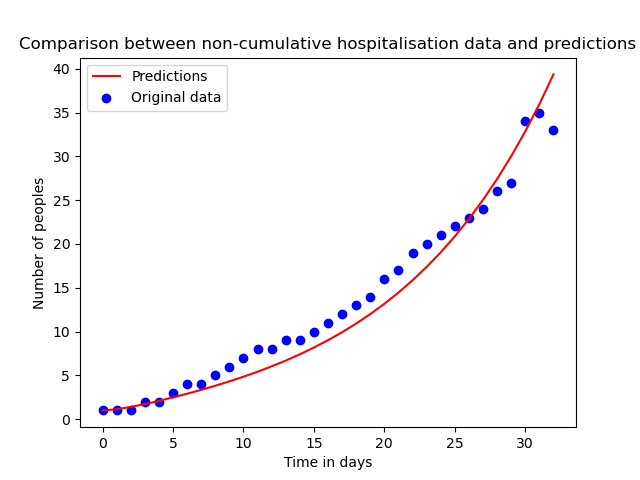 Comparison between non-cumulative hospitalisation data and predictions
Predictions
Original data
Number of peoples
40
35
30
25
20
15
10
5
0
0 5 10 15 20 25 30
Time in days